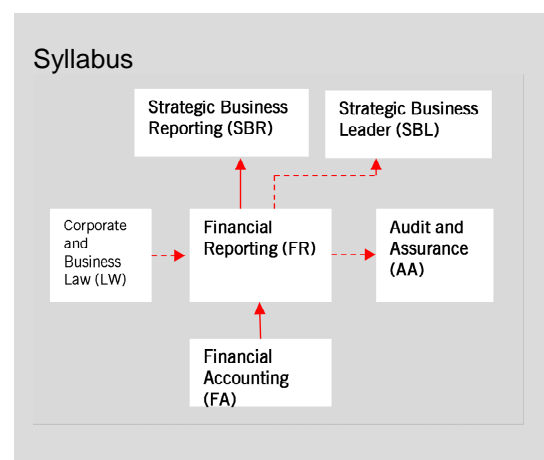 Syllabus
Strategic Business
Reporting (SBR)
Strategic Business
Leader (SBL)
Corporate
and
Business
Law (LW)
Financial
Reporting (FR)
Audit and
Assurance
(AA)
Financial
Accounting
(FA)